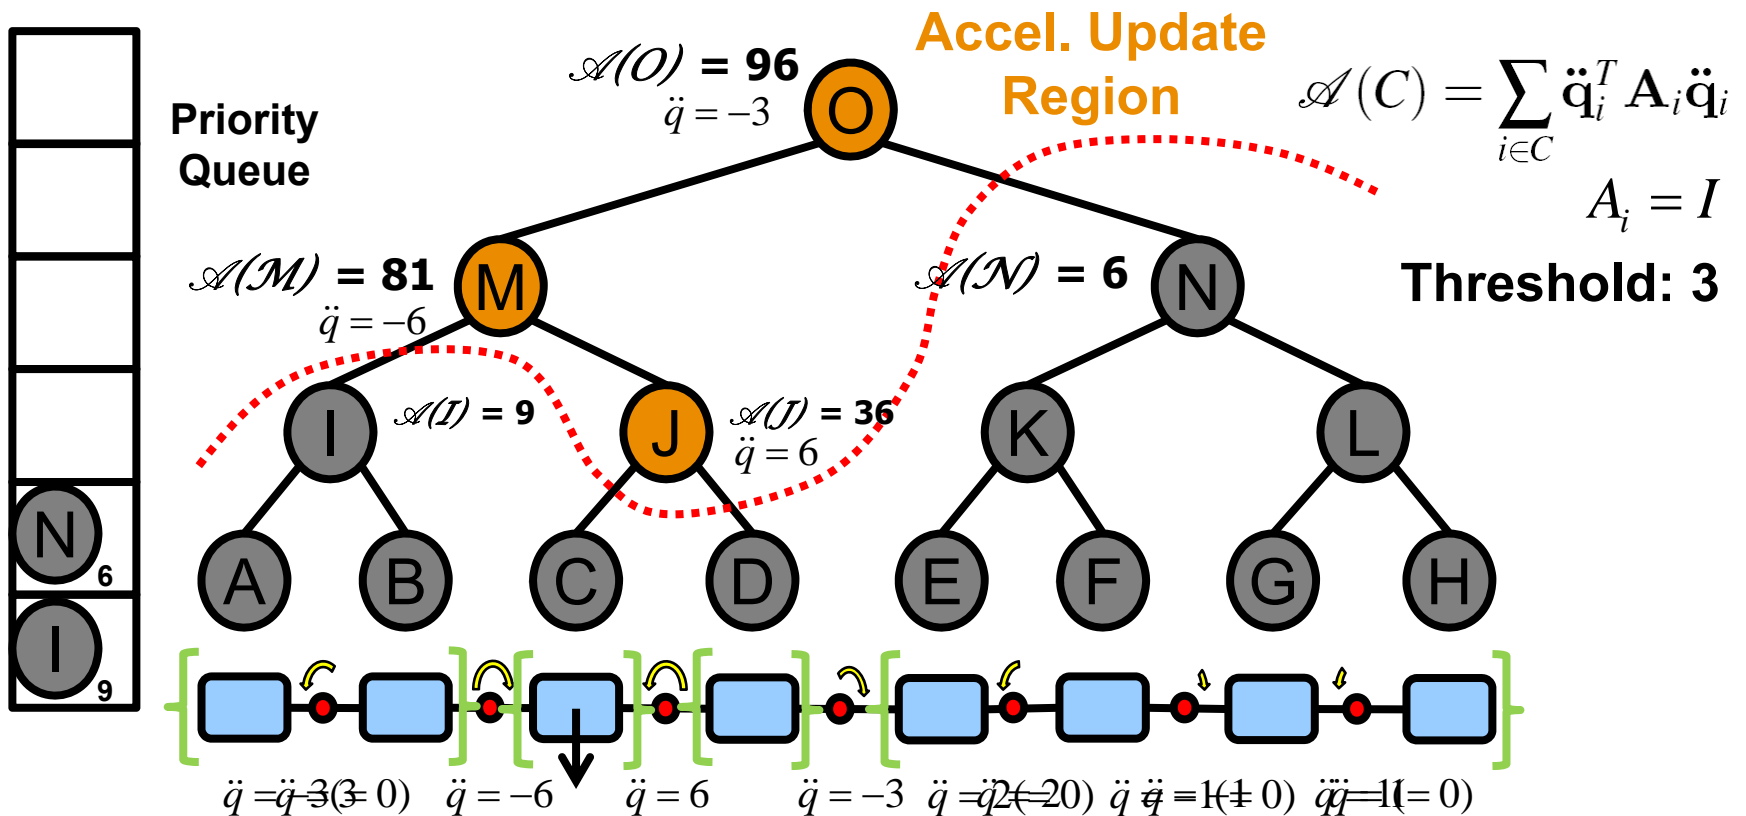 Accel. Update
Region
𝒜(O) = 96
q̈ = −3
O
𝒜(C) = ∑ i∈C q̈ᵢᵀ Aᵢ q̈ᵢ
Aᵢ = I
Threshold: 3
Priority
Queue
𝒜(M) = 81
q̈ = −6
M
𝒜(N) = 6
N
I
𝒜(I) = 9
J
𝒜(J) = 36
q̈ = 6
K
L
N
6
I
9
A
B
C
D
E
F
G
H
q̈ = −6
q̈ = 6
q̈ = −3